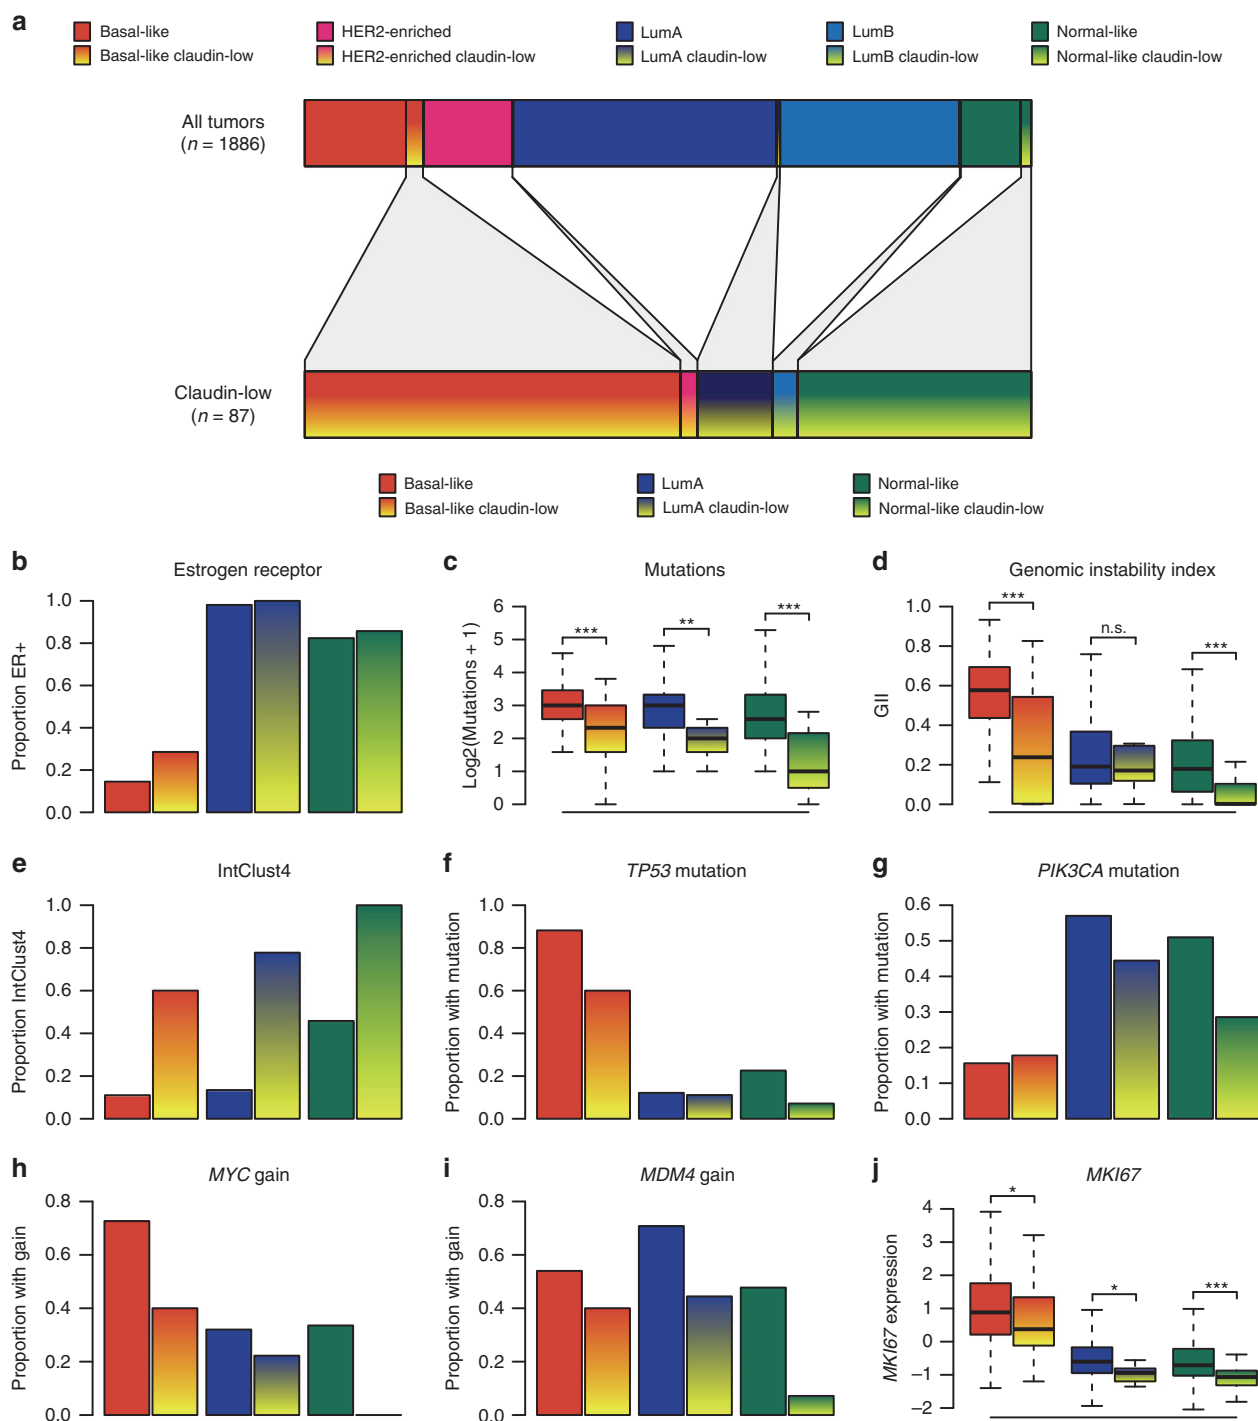 a
Basal-like
HER2-enriched
LumA
LumB
Normal-like
Basal-like claudin-low
HER2-enriched claudin-low
LumA claudin-low
LumB claudin-low
Normal-like claudin-low
All tumors
(n = 1886)
Claudin-low
(n = 87)
Basal-like
LumA
Normal-like
Basal-like claudin-low
LumA claudin-low
Normal-like claudin-low
b
Estrogen receptor
Proportion ER+
1.0
0.8
0.6
0.4
0.2
0.0
c
Mutations
Log2(Mutations + 1)
6
5
4
3
2
1
0
***
**
***
d
Genomic instability index
GII
1.0
0.8
0.6
0.4
0.2
0.0
***
n.s.
***
e
IntClust4
Proportion IntClust4
1.0
0.8
0.6
0.4
0.2
0.0
f
TP53 mutation
Proportion with mutation
1.0
0.8
0.6
0.4
0.2
0.0
g
PIK3CA mutation
Proportion with mutation
0.6
0.5
0.4
0.3
0.2
0.1
0.0
h
MYC gain
Proportion with gain
0.8
0.6
0.4
0.2
0.0
i
MDM4 gain
Proportion with gain
0.8
0.6
0.4
0.2
0.0
j
MKI67
MKI67 expression
4
3
2
1
0
−1
−2
*
*
***